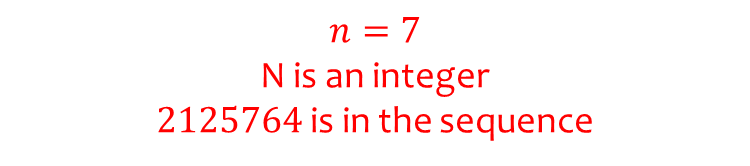 n = 7
N is an integer
2125764 is in the sequence